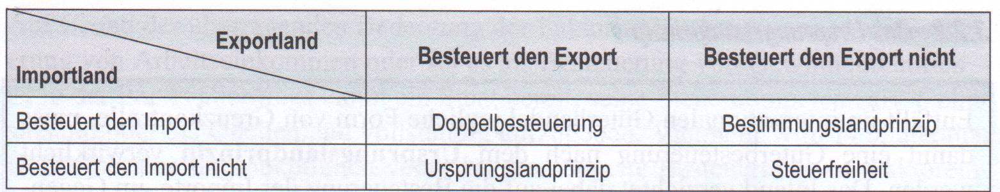 Exportland
Importland
Besteuert den Export
Besteuert den Export nicht
Besteuert den Import
Doppelbesteuerung
Bestimmungslandprinzip
Besteuert den Import nicht
Ursprungslandprinzip
Steuerfreiheit